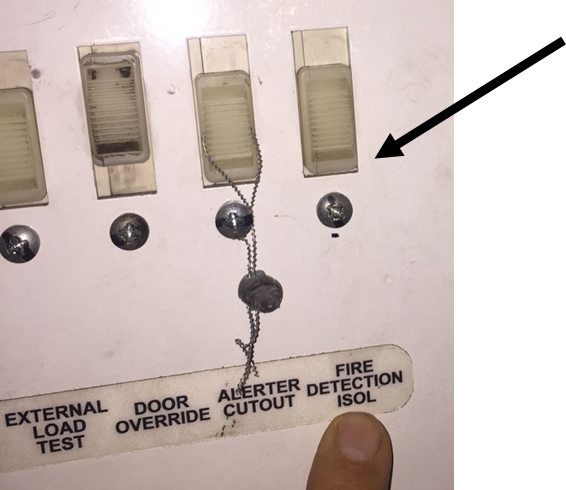 EXTERNAL
LOAD
TEST
DOOR
OVERRIDE
ALERTER
CUTOUT
FIRE
DETECTION
ISOL